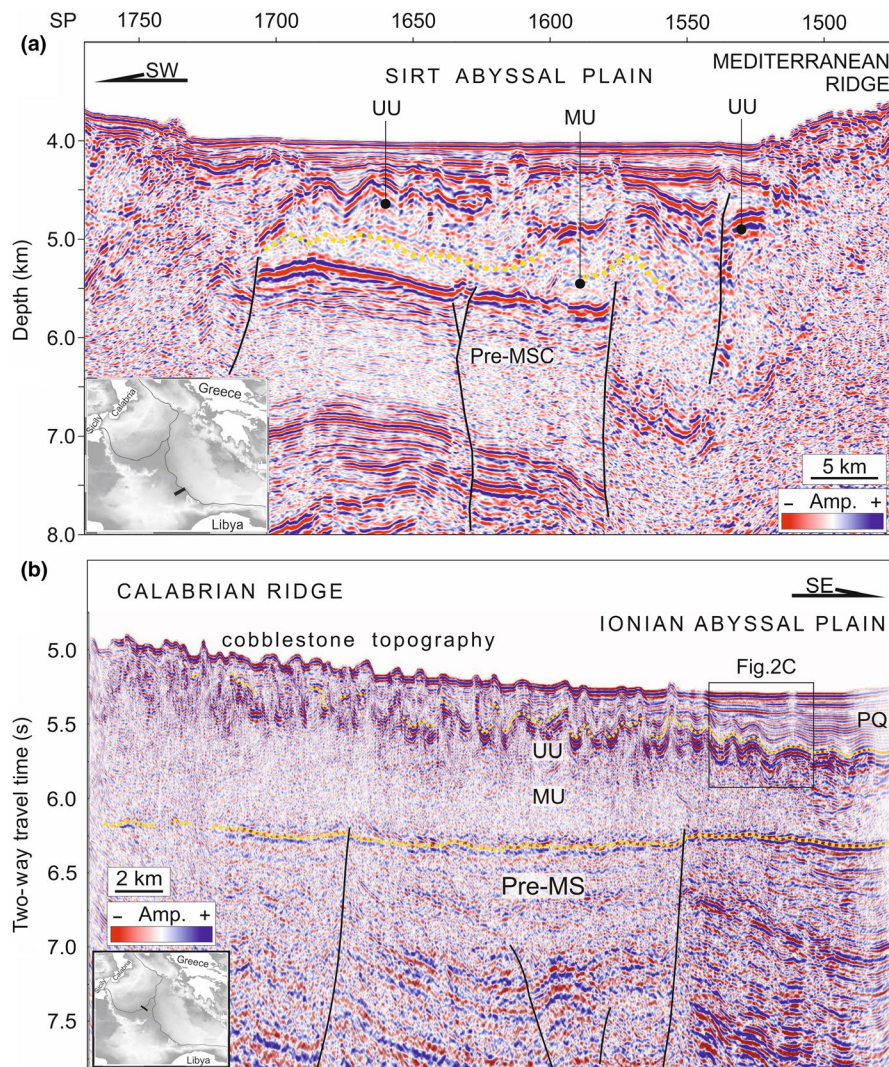 SP 1750 1700 1650 1600 1550 1500
(a)
SW
SIRT ABYSSAL PLAIN
MEDITERRANEAN
RIDGE
UU
MU
UU
4.0
5.0
6.0
7.0
8.0
Depth (km)
Pre-MSC
Greece
Calabria
Sicily
Libya
5 km
– Amp. +
(b)
CALABRIAN RIDGE
SE
IONIAN ABYSSAL PLAIN
cobblestone topography
Fig.2C
PQ
UU
MU
Pre-MS
5.0
5.5
6.0
6.5
7.0
7.5
Two-way travel time (s)
2 km
– Amp. +
Greece
Calabria
Sicily
Libya